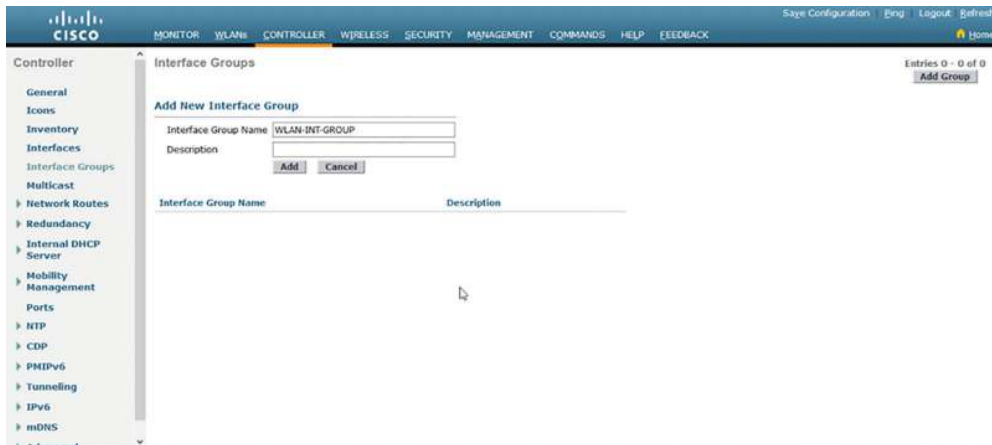 Save Configuration Ping Logout Refresh
CISCO MONITOR WLANs CONTROLLER WIRELESS SECURITY MANAGEMENT COMMANDS HELP FEEDBACK Home
Controller
General
Icons
Inventory
Interfaces
Interface Groups
Multicast
Network Routes
Redundancy
Internal DHCP
Server
Mobility
Management
Ports
NTP
CDP
PMIPv6
Tunneling
IPv6
mDNS
Interface Groups
Entries 0 - 0 of 0
Add Group
Add New Interface Group
Interface Group Name WLAN-INT-GROUP
Description
Add Cancel
Interface Group Name Description